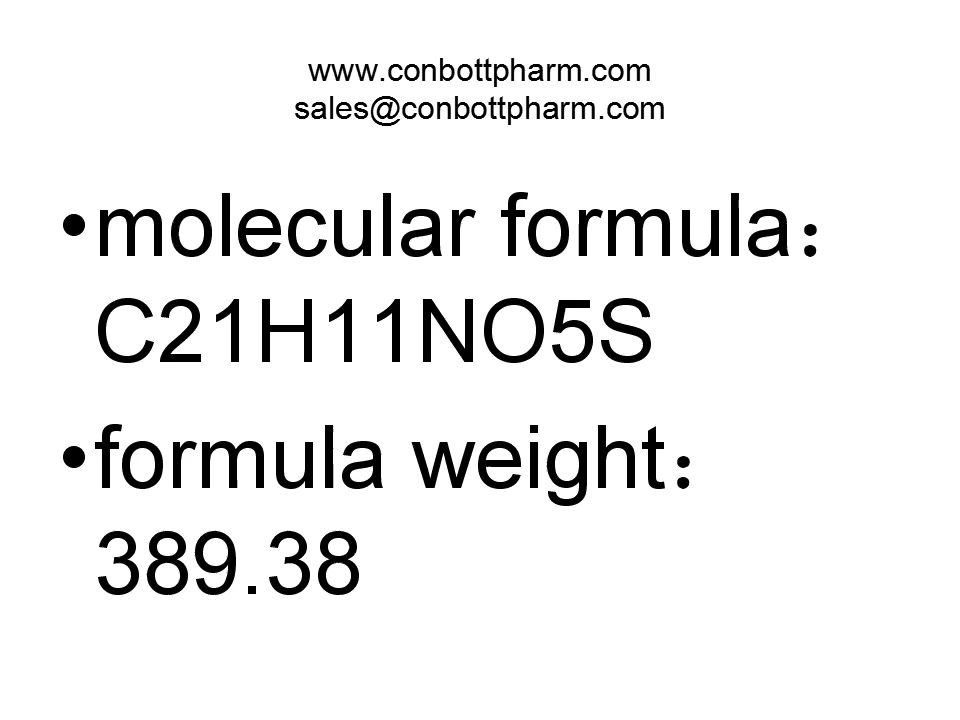 www.conbottpharm.com
sales@conbottpharm.com
•molecular formula：
C21H11NO5S
•formula weight：
389.38